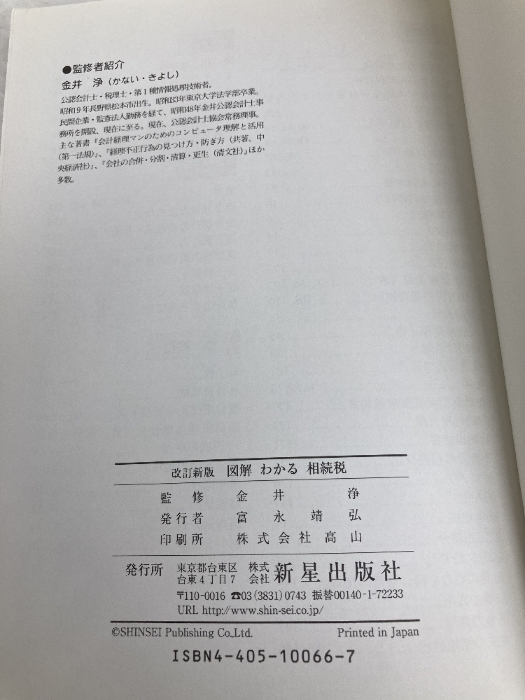 ●監修者紹介
金井　浄（かない・きよし）
公認会計士・税理士・第1種情報処理技術者。
昭和9年長野県松本市出生。昭和33年東京大学法学部卒業。
民間企業・監査法人勤務を経て、昭和48年金井公認会計士事
務所を開設、現在に至る。現在、公認会計士協会常務理事。
主な著書『会計経理マンのためのコンピュータ理解と活用
（第一法規）』、『経理不正行為の見つけ方・防ぎ方（共著、中
央経済社）』、『会社の合併・分割・清算・更生（清文社）』ほか
多数。
改訂新版　図解 わかる 相続税
監　修　金　井　　浄
発行者　富　永　靖　弘
印刷所　株式会社高山
発行所　東京都台東区　株式
台東4丁目7　会社 新星出版社
〒110-0016 ☎03(3831)0743 振替00140-1-72233
URL http://www.shin-sei.co.jp/
©SHINSEI Publishing Co.,Ltd.　Printed in Japan
ISBN4-405-10066-7